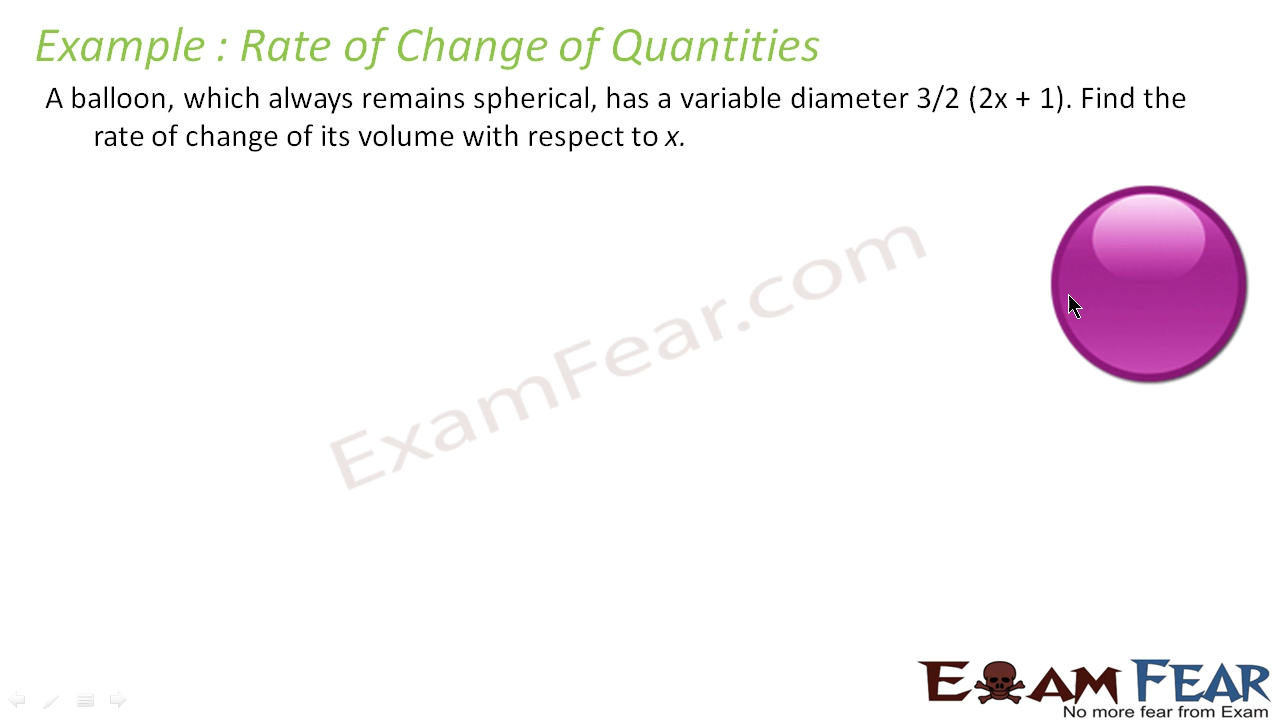 Example : Rate of Change of Quantities
A balloon, which always remains spherical, has a variable diameter 3/2 (2x + 1). Find the
rate of change of its volume with respect to x.
ExamFear.com
EXAM FEAR
No more fear from Exam